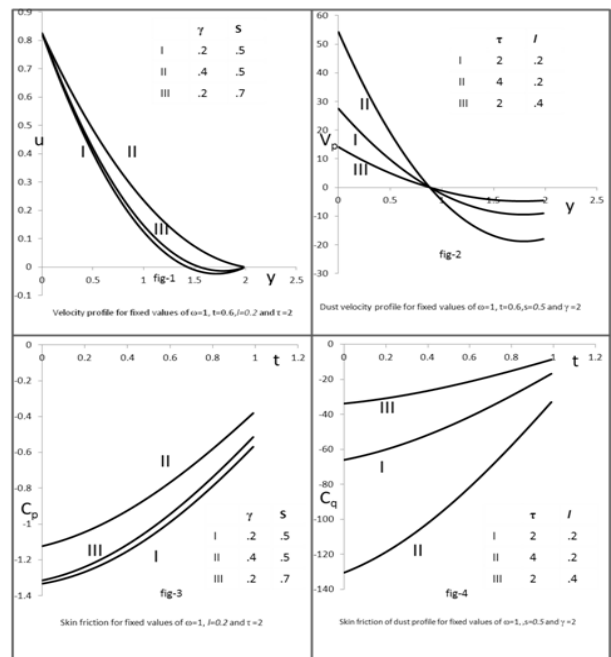 0.9
0.8
0.7
0.6
0.5
0.4
0.3
0.2
0.1
0
-0.1
u
γ S
I .2 .5
II .4 .5
III .2 .7
I
II
III
0 0.5 1 1.5 2 2.5
fig-1
y
Velocity profile for fixed values of ω=1, t=0.6,l=0.2 and τ=2
60
50
40
30
20
10
0
-10
-20
-30
Vp
τ l
I 2 .2
II 4 .2
III 2 .4
II
I
III
0 0.5 1 1.5 2 2.5
y
fig-2
Dust velocity profile for fixed values of ω=1, t=0.6,s=0.5 and γ=2
0 0.2 0.4 0.6 0.8 1 1.2
t
0
-0.2
-0.4
-0.6
-0.8
-1
-1.2
-1.4
Cp
II
III
I
γ S
I .2 .5
II .4 .5
III .2 .7
fig-3
Skin friction for fixed values of ω=1, l=0.2 and τ=2
0 0.2 0.4 0.6 0.8 1 1.2
t
0
-20
-40
-60
-80
-100
-120
-140
Cq
III
I
II
τ l
I 2 .2
II 4 .2
III 2 .4
fig-4
Skin friction of dust profile for fixed values of ω=1, ,s=0.5 and γ=2